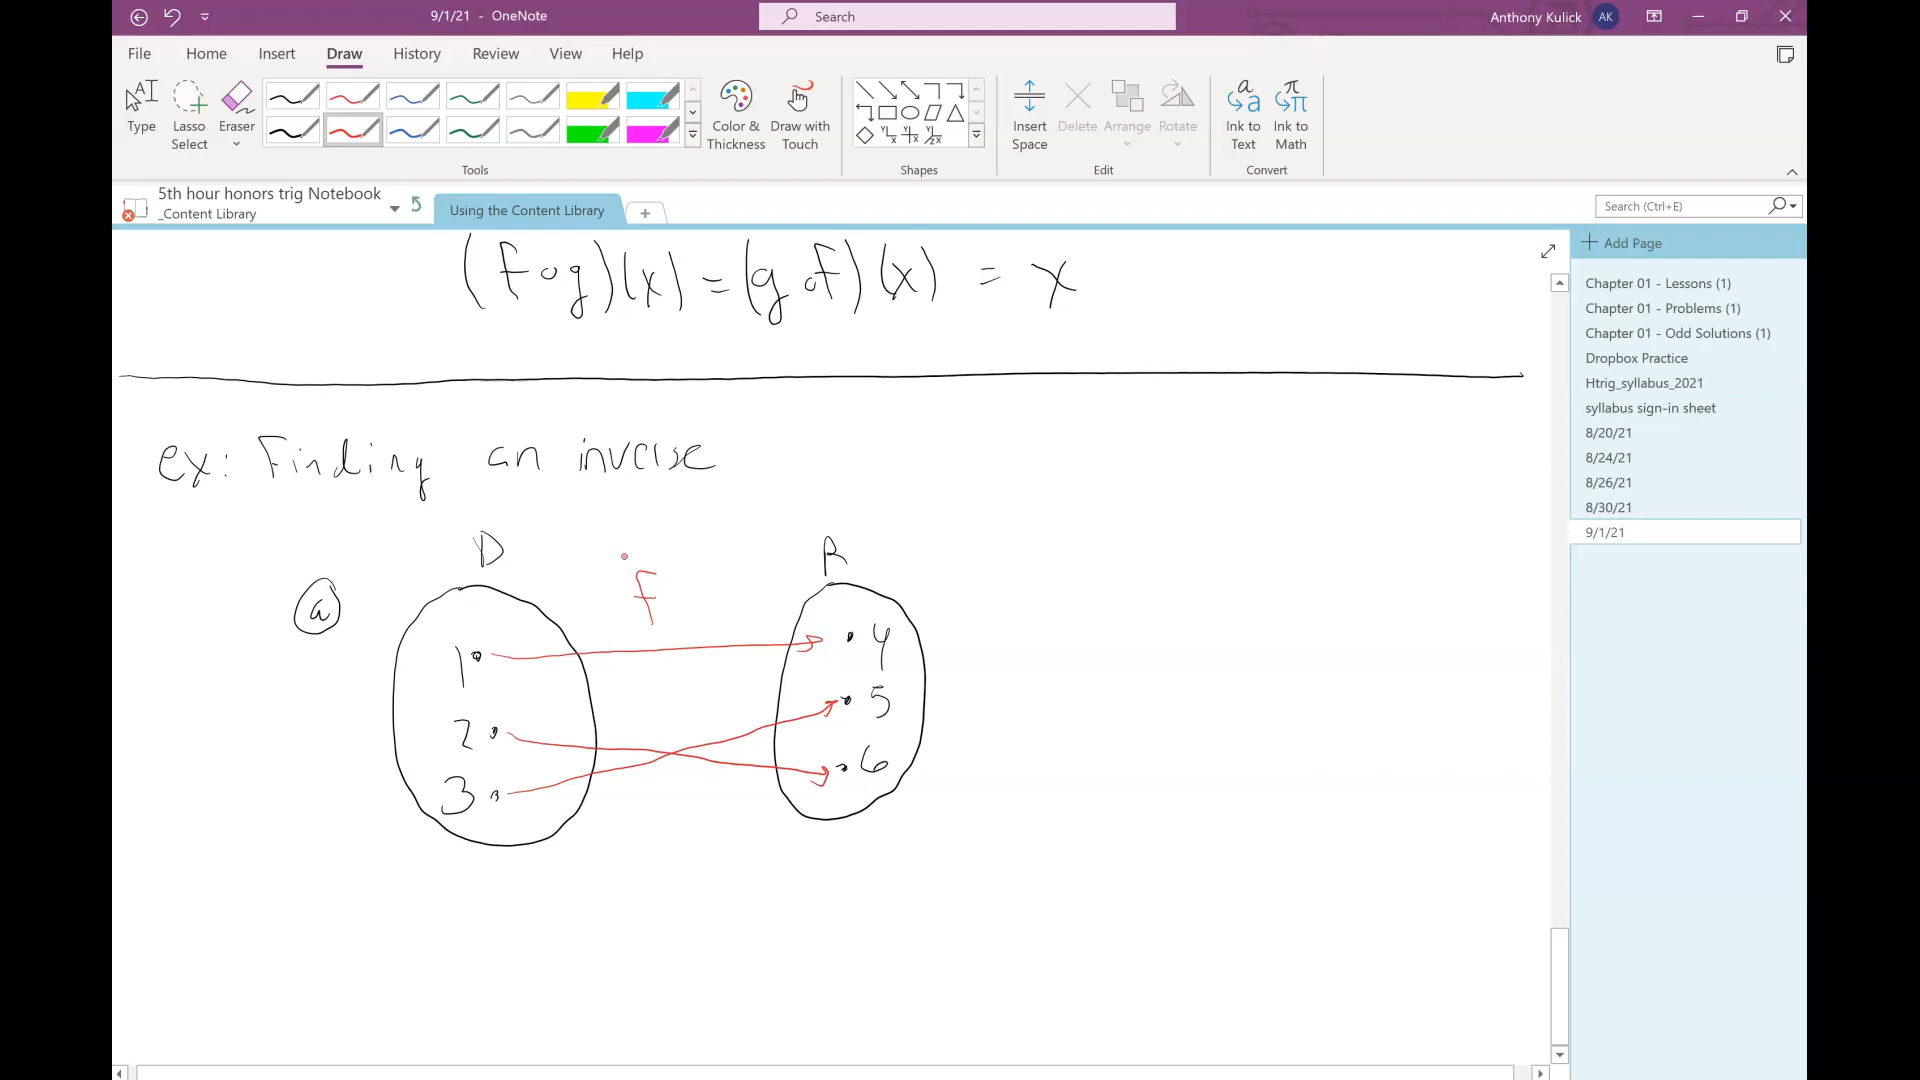 9/1/21 - OneNote
Search
Anthony Kulick AK
File Home Insert Draw History Review View Help
Type
Lasso Select
Eraser
Color & Thickness
Draw with Touch
Insert Space
Delete
Arrange
Rotate
Ink to Text
Ink to Math
Tools
Shapes
Edit
Convert
5th hour honors trig Notebook
_Content Library
Using the Content Library
Search (Ctrl+E)
Add Page
Chapter 01 - Lessons (1)
Chapter 01 - Problems (1)
Chapter 01 - Odd Solutions (1)
Dropbox Practice
Htrig_syllabus_2021
syllabus sign-in sheet
8/20/21
8/24/21
8/26/21
8/30/21
9/1/21
(f∘g)(x) = (g∘f)(x) = x
ex: Finding an inverse
D f R
a
1 4
2 5
3 6